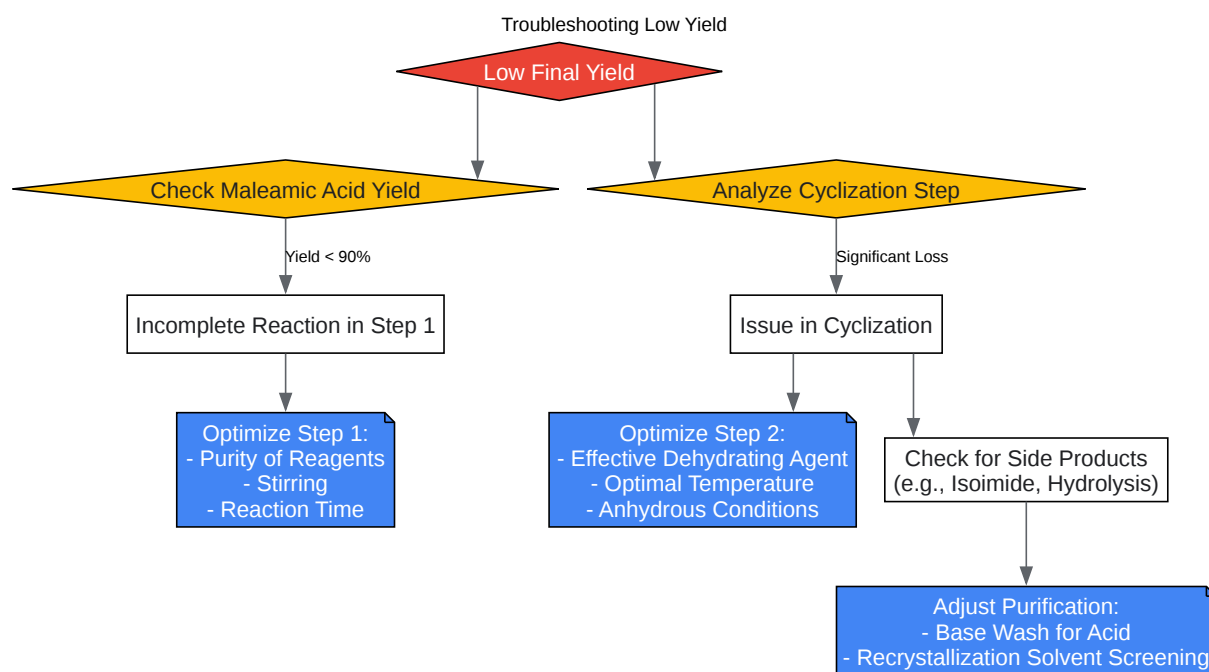 Troubleshooting Low Yield
Low Final Yield
Check Maleamic Acid Yield
Analyze Cyclization Step
Yield < 90%
Significant Loss
Incomplete Reaction in Step 1
Issue in Cyclization
Optimize Step 1:
- Purity of Reagents
- Stirring
- Reaction Time
Optimize Step 2:
- Effective Dehydrating Agent
- Optimal Temperature
- Anhydrous Conditions
Check for Side Products
(e.g., Isoimide, Hydrolysis)
Adjust Purification:
- Base Wash for Acid
- Recrystallization Solvent Screening